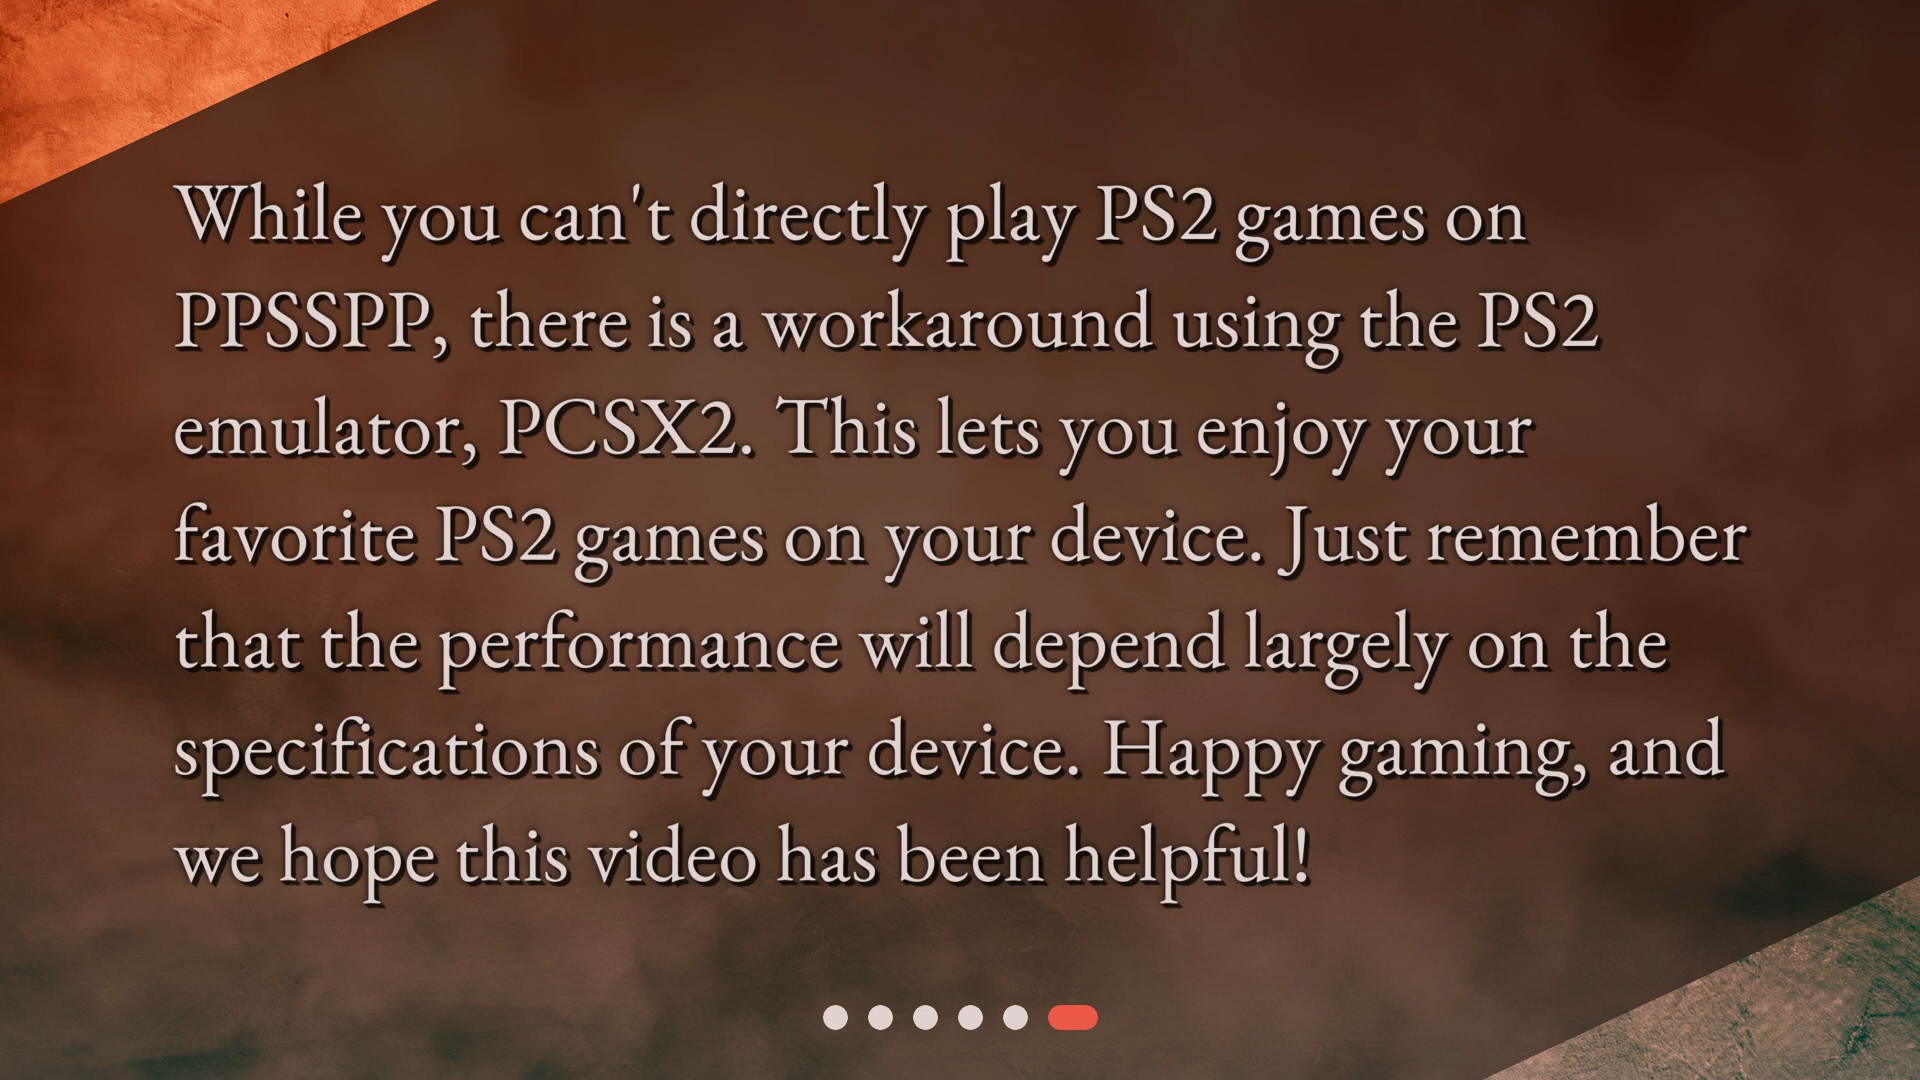 While you can't directly play PS2 games on
PPSSPP, there is a workaround using the PS2
emulator, PCSX2. This lets you enjoy your
favorite PS2 games on your device. Just remember
that the performance will depend largely on the
specifications of your device. Happy gaming, and
we hope this video has been helpful!